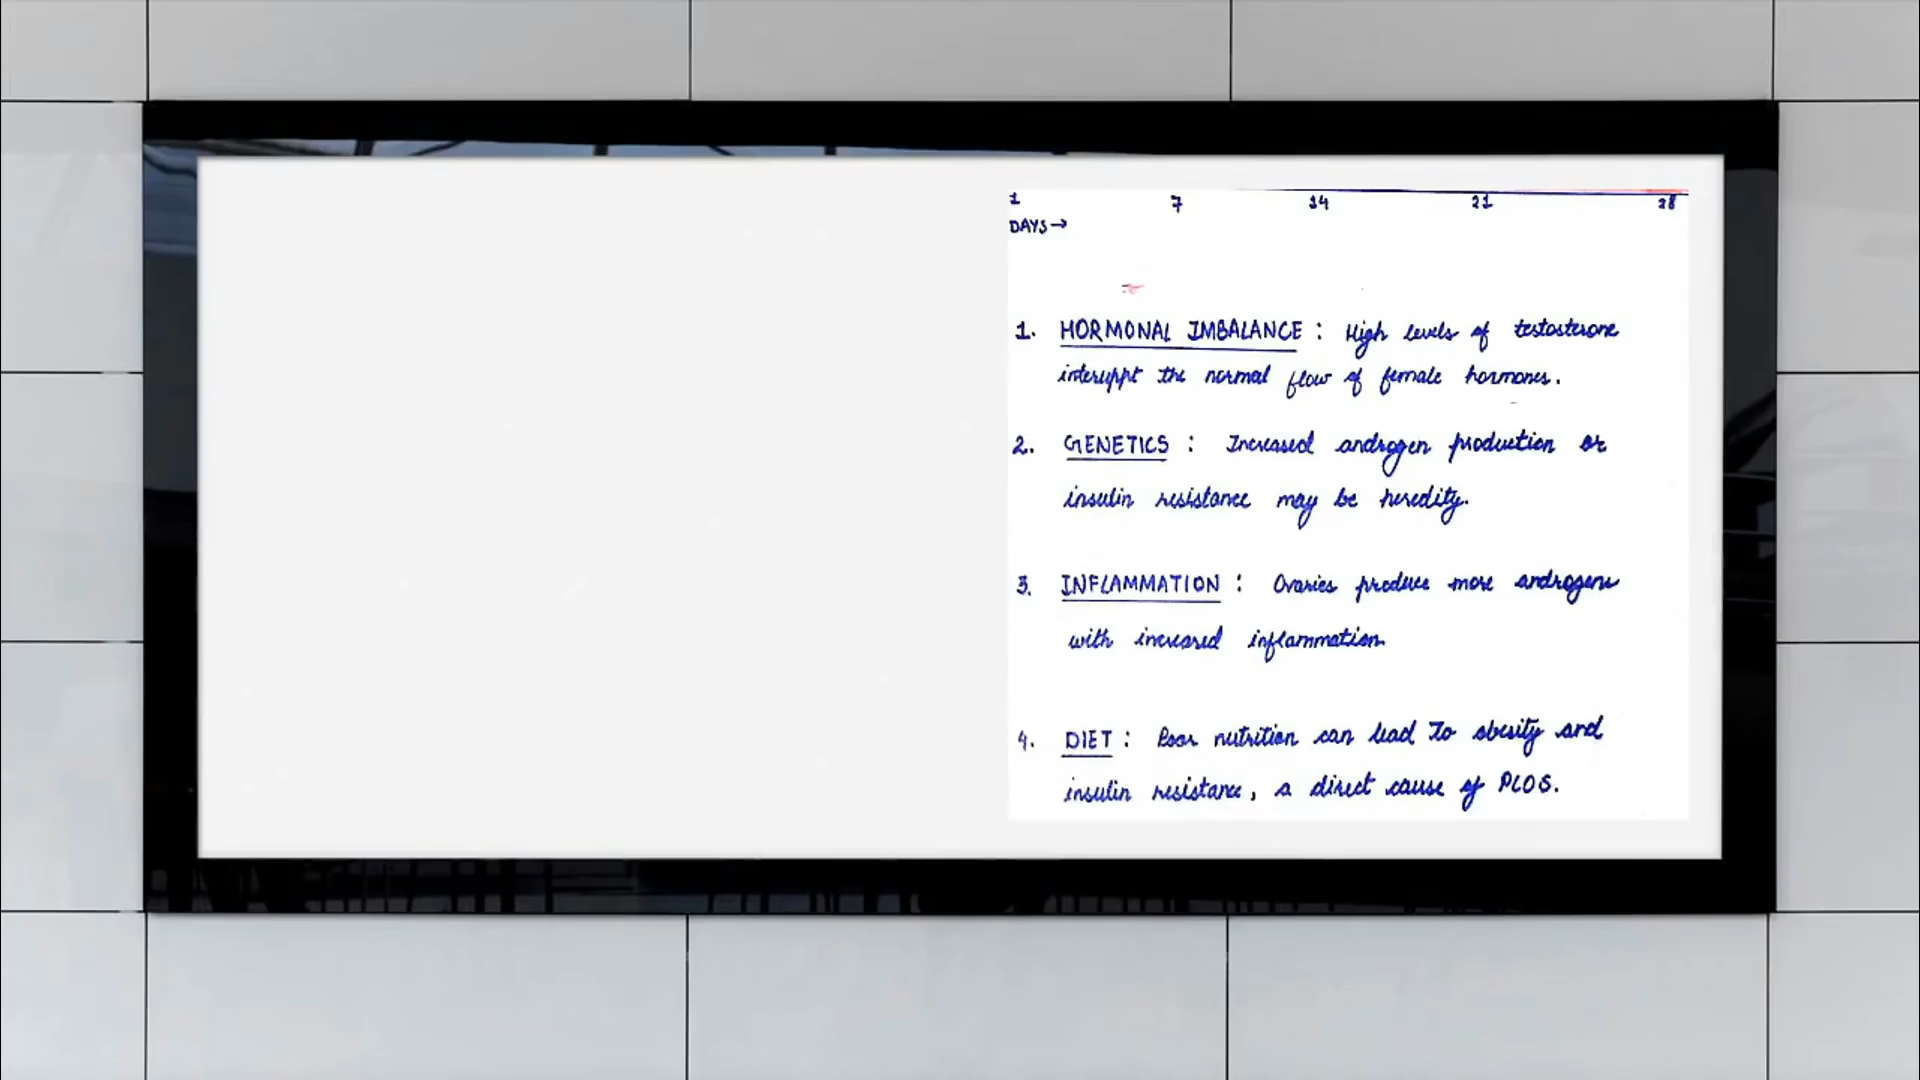 1 7 14 21 28
DAYS →
1. HORMONAL IMBALANCE : High levels of testosterone
interuppt the normal flow of female hormones.
2. GENETICS : Increased androgen production or
insulin resistance may be heredity.
3. INFLAMMATION : Ovaries produce more androgens
with increased inflammation.
4. DIET : Poor nutrition can lead To obesity and
insulin resistance, a direct cause of PCOS.